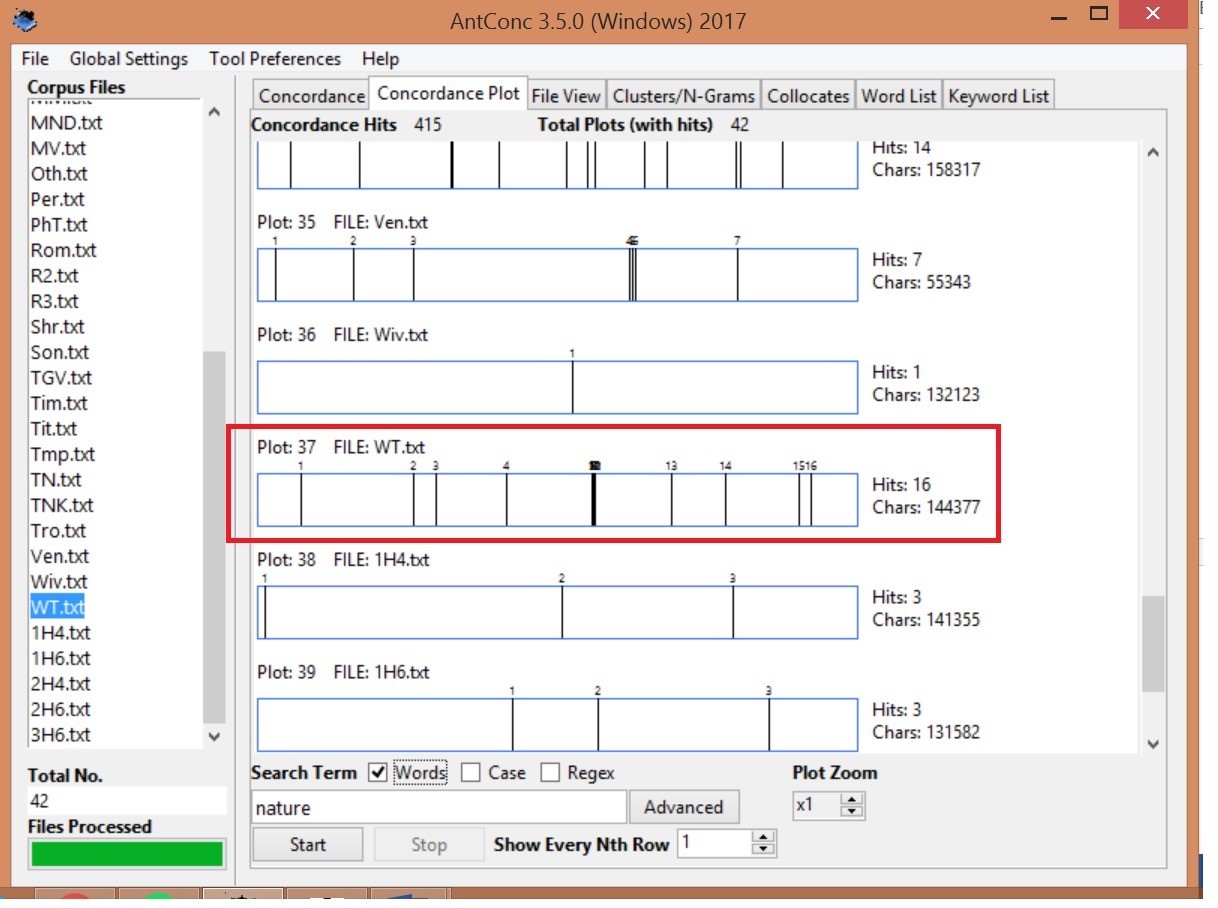 AntConc 3.5.0 (Windows) 2017
File Global Settings Tool Preferences Help
Corpus Files
MND.txt
MV.txt
Oth.txt
Per.txt
PhT.txt
Rom.txt
R2.txt
R3.txt
Shr.txt
Son.txt
TGV.txt
Tim.txt
Tit.txt
Tmp.txt
TN.txt
TNK.txt
Tro.txt
Ven.txt
Wiv.txt
WT.txt
1H4.txt
1H6.txt
2H4.txt
2H6.txt
3H6.txt
Total No.
42
Files Processed
Concordance Concordance Plot File View Clusters/N-Grams Collocates Word List Keyword List
Concordance Hits 415 Total Plots (with hits) 42
Hits: 14
Chars: 158317
Plot: 35 FILE: Ven.txt
1 2 3 7
Hits: 7
Chars: 55343
Plot: 36 FILE: Wiv.txt
1
Hits: 1
Chars: 132123
Plot: 37 FILE: WT.txt
1 2 3 4 13 14 1516
Hits: 16
Chars: 144377
Plot: 38 FILE: 1H4.txt
1 2 3
Hits: 3
Chars: 141355
Plot: 39 FILE: 1H6.txt
1 2 3
Hits: 3
Chars: 131582
Search Term Words Case Regex Plot Zoom
nature Advanced x1
Start Stop Show Every Nth Row 1